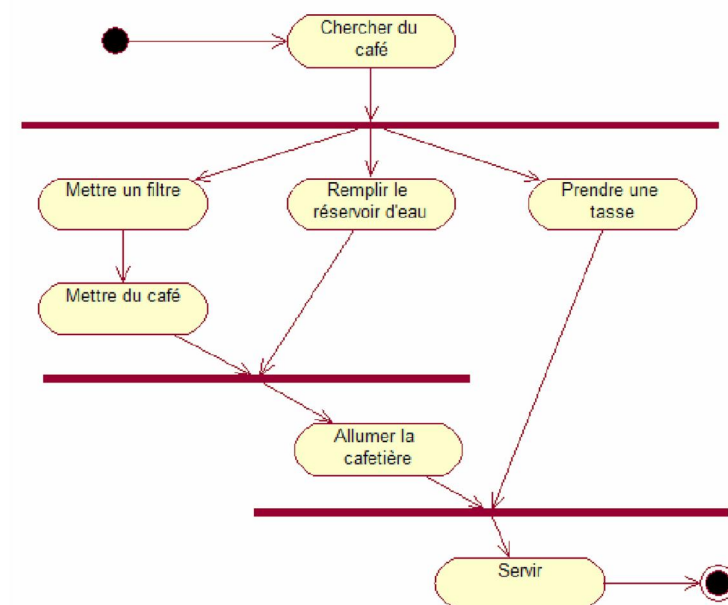 Chercher du
café
Mettre un filtre
Remplir le
réservoir d'eau
Prendre une
tasse
Mettre du café
Allumer la
cafetière
Servir